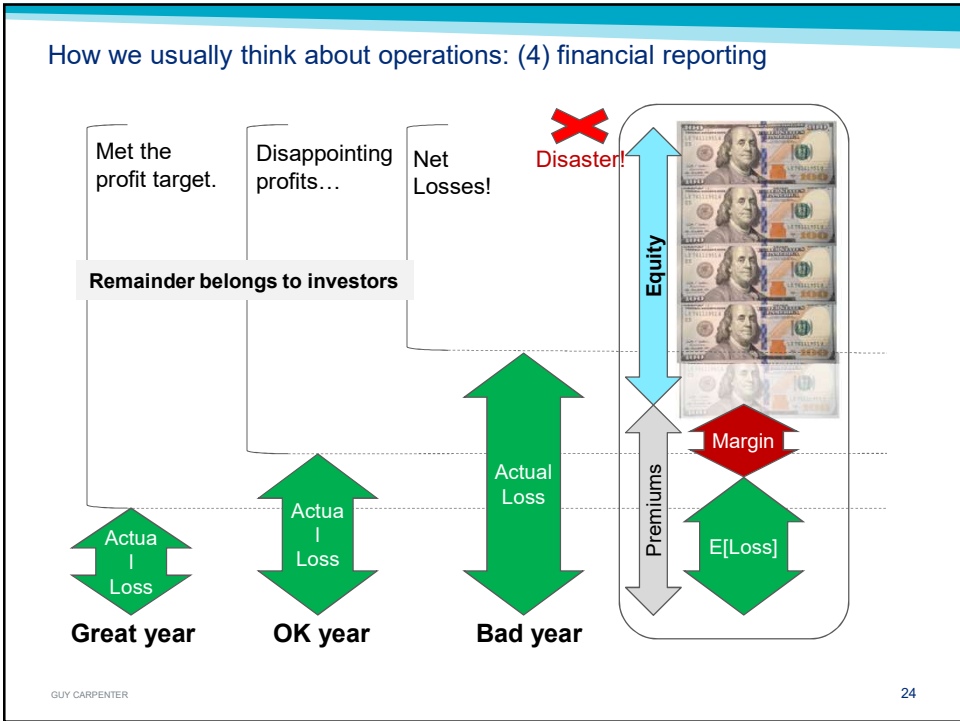 How we usually think about operations: (4) financial reporting
Met the
profit target.
Disappointing
profits…
Net
Losses!
Disaster!
Equity
Remainder belongs to investors
Premiums
Margin
E[Loss]
Actua
l
Loss
Actua
l
Loss
Actual
Loss
Great year
OK year
Bad year
GUY CARPENTER
24